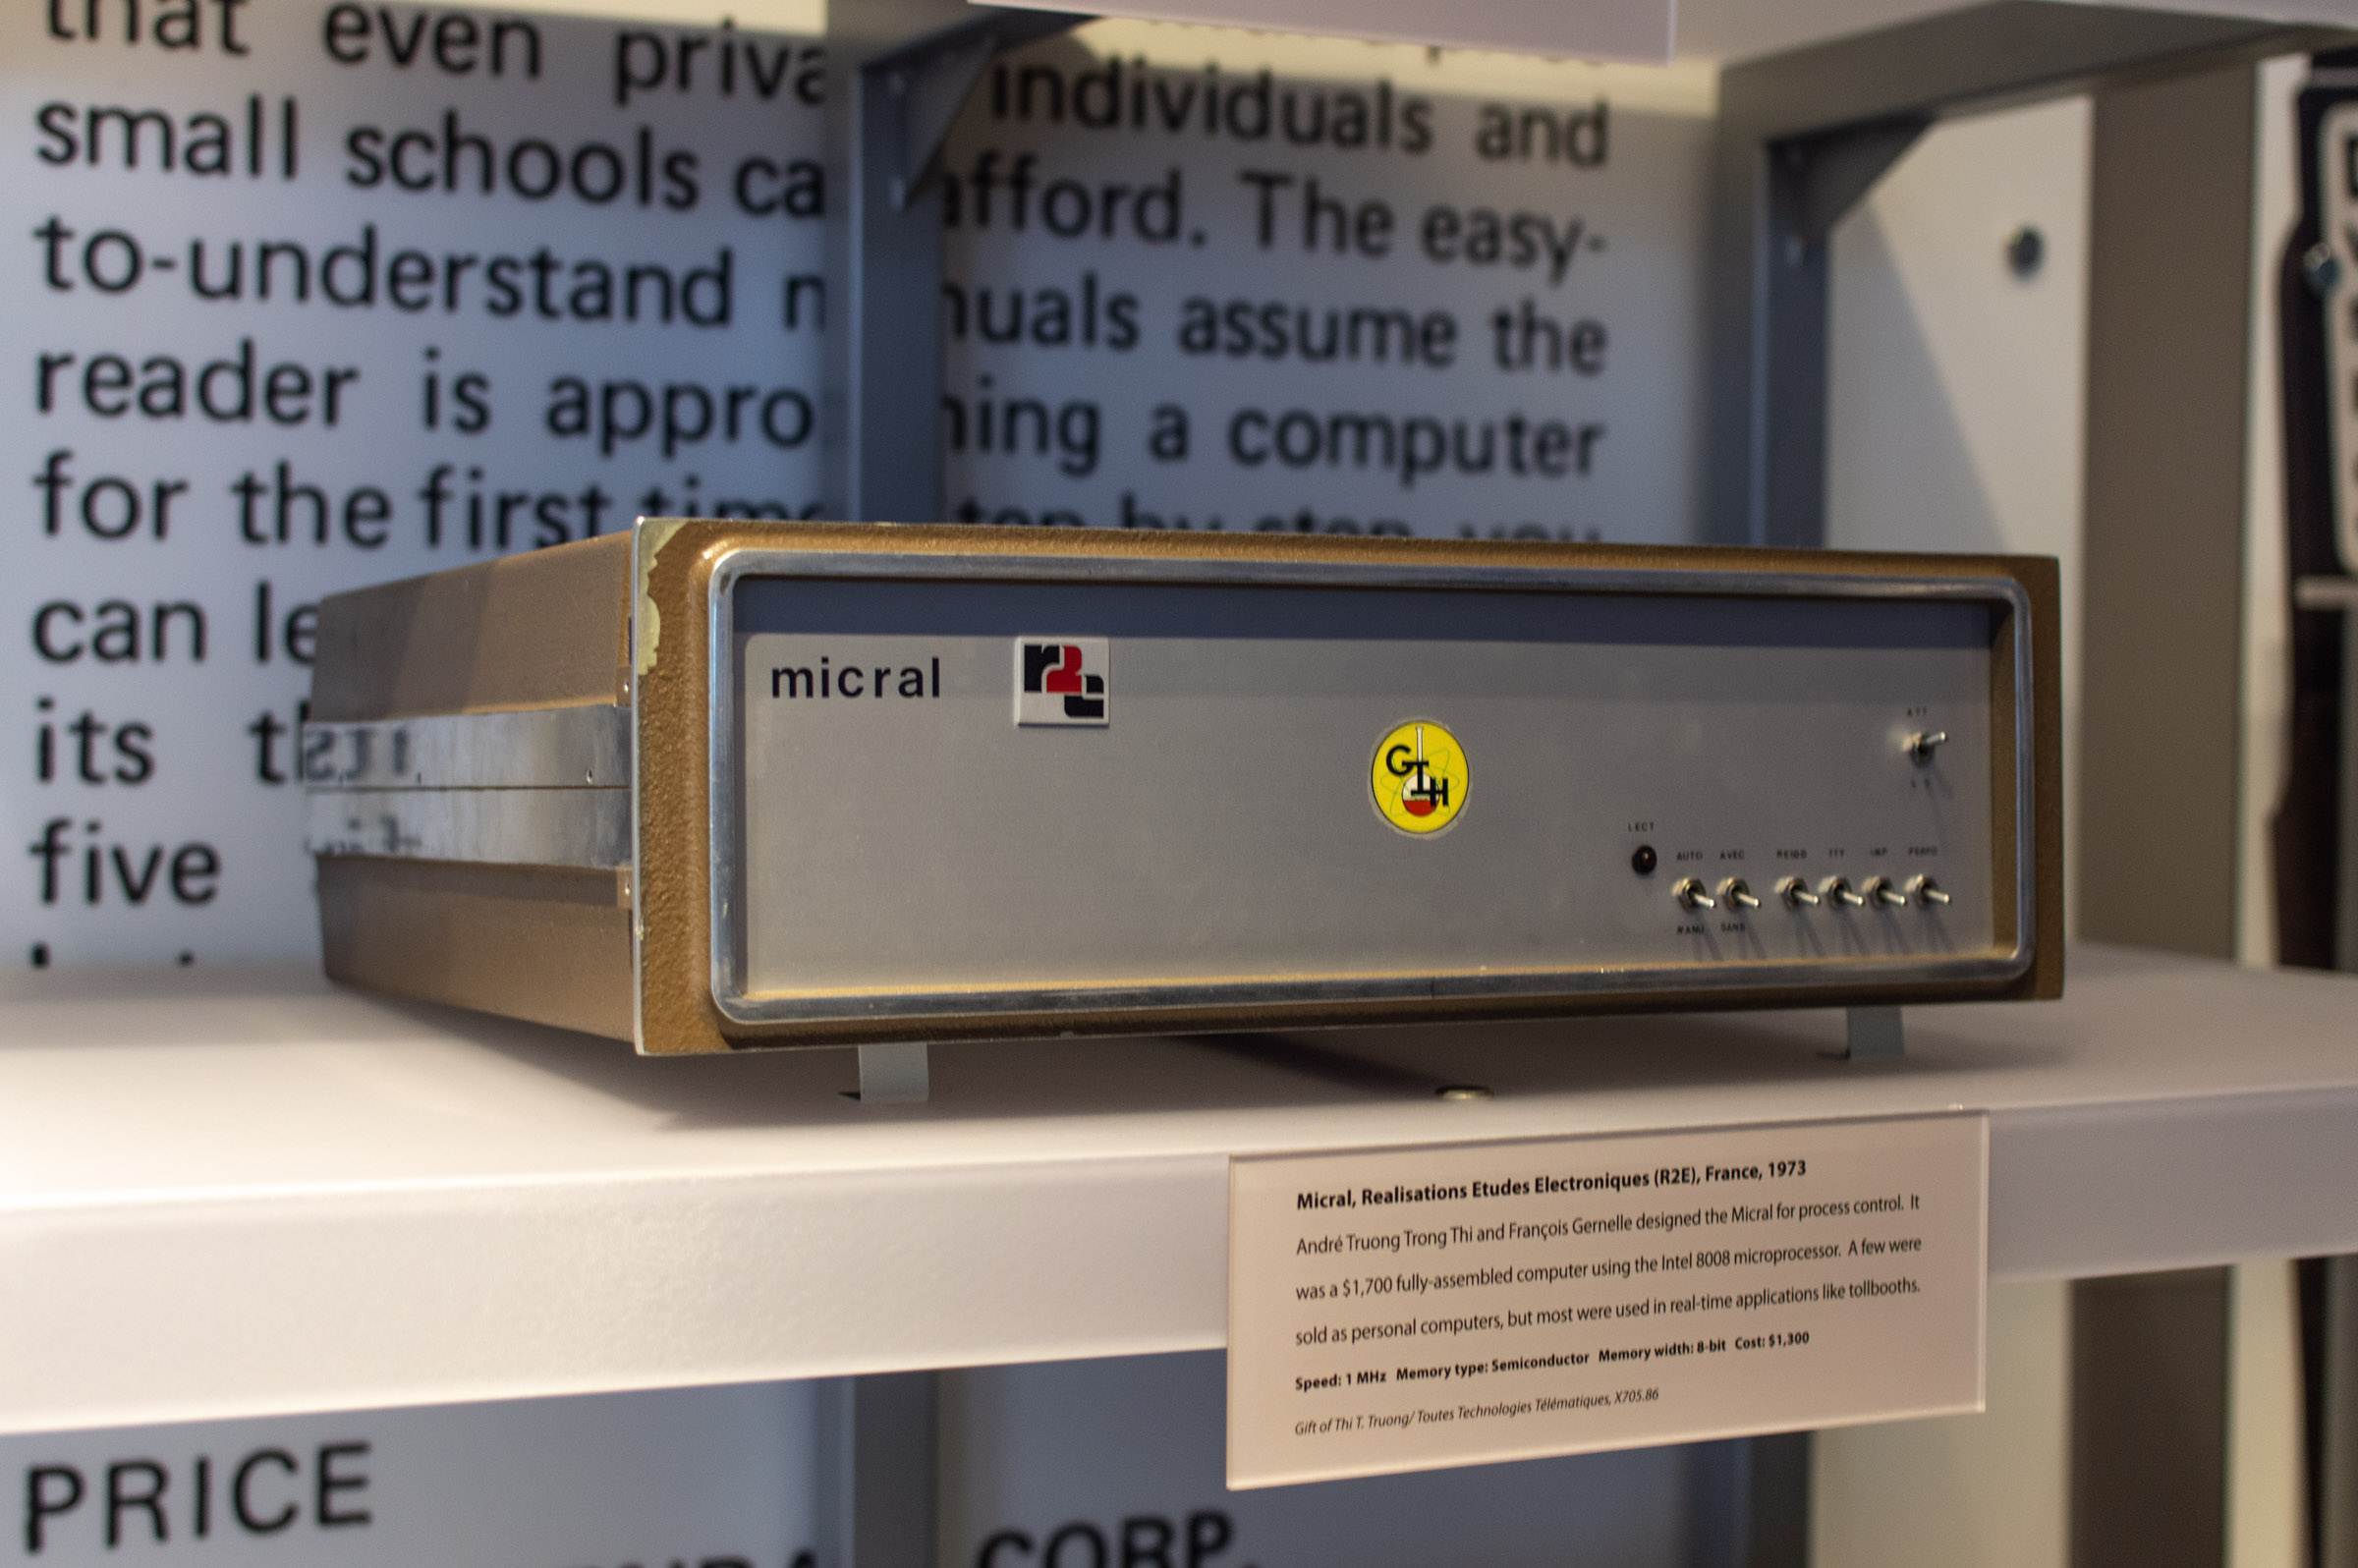 that even priva individuals and
small schools ca afford. The easy-
to-understand m nuals assume the
reader is appro hing a computer
for the first time tep by step, you
can le
its t
five
micral
r2e
GTH
ATT
LECT
AUTO AVEC TTY IMP PERFO
MANU SANS
Micral, Realisations Etudes Electroniques (R2E), France, 1973
André Truong Trong Thi and François Gernelle designed the Micral for process control. It
was a $1,700 fully-assembled computer using the Intel 8008 microprocessor. A few were
sold as personal computers, but most were used in real-time applications like tollbooths.
Speed: 1 MHz Memory type: Semiconductor Memory width: 8-bit Cost: $1,300
Gift of Thi T. Truong/ Toutes Technologies Télématiques, X705.86
PRICE
CORP.